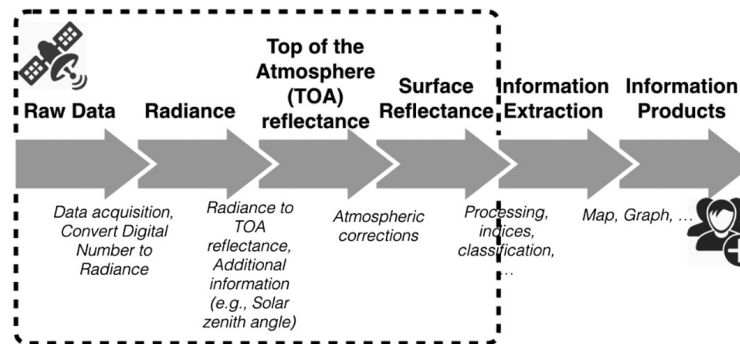 Raw Data
Radiance
Top of the
Atmosphere
(TOA)
reflectance
Surface
Reflectance
Information
Extraction
Information
Products
Data acquisition,
Convert Digital
Number to
Radiance
Radiance to
TOA
reflectance,
Additional
information
(e.g., Solar
zenith angle)
Atmospheric
corrections
Processing,
indices,
classification,
…
Map, Graph, …